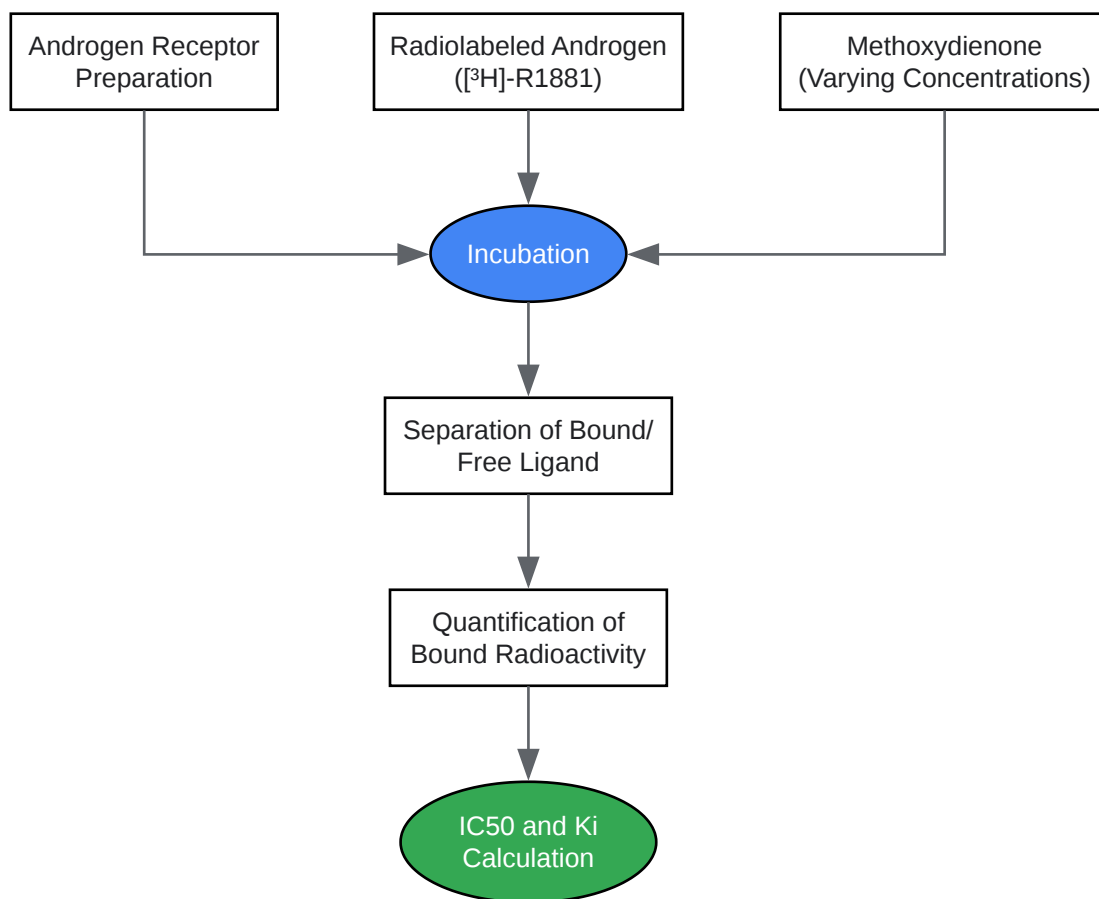 Androgen Receptor
Preparation
Radiolabeled Androgen
([³H]-R1881)
Methoxydienone
(Varying Concentrations)
Incubation
Separation of Bound/
Free Ligand
Quantification of
Bound Radioactivity
IC50 and Ki
Calculation